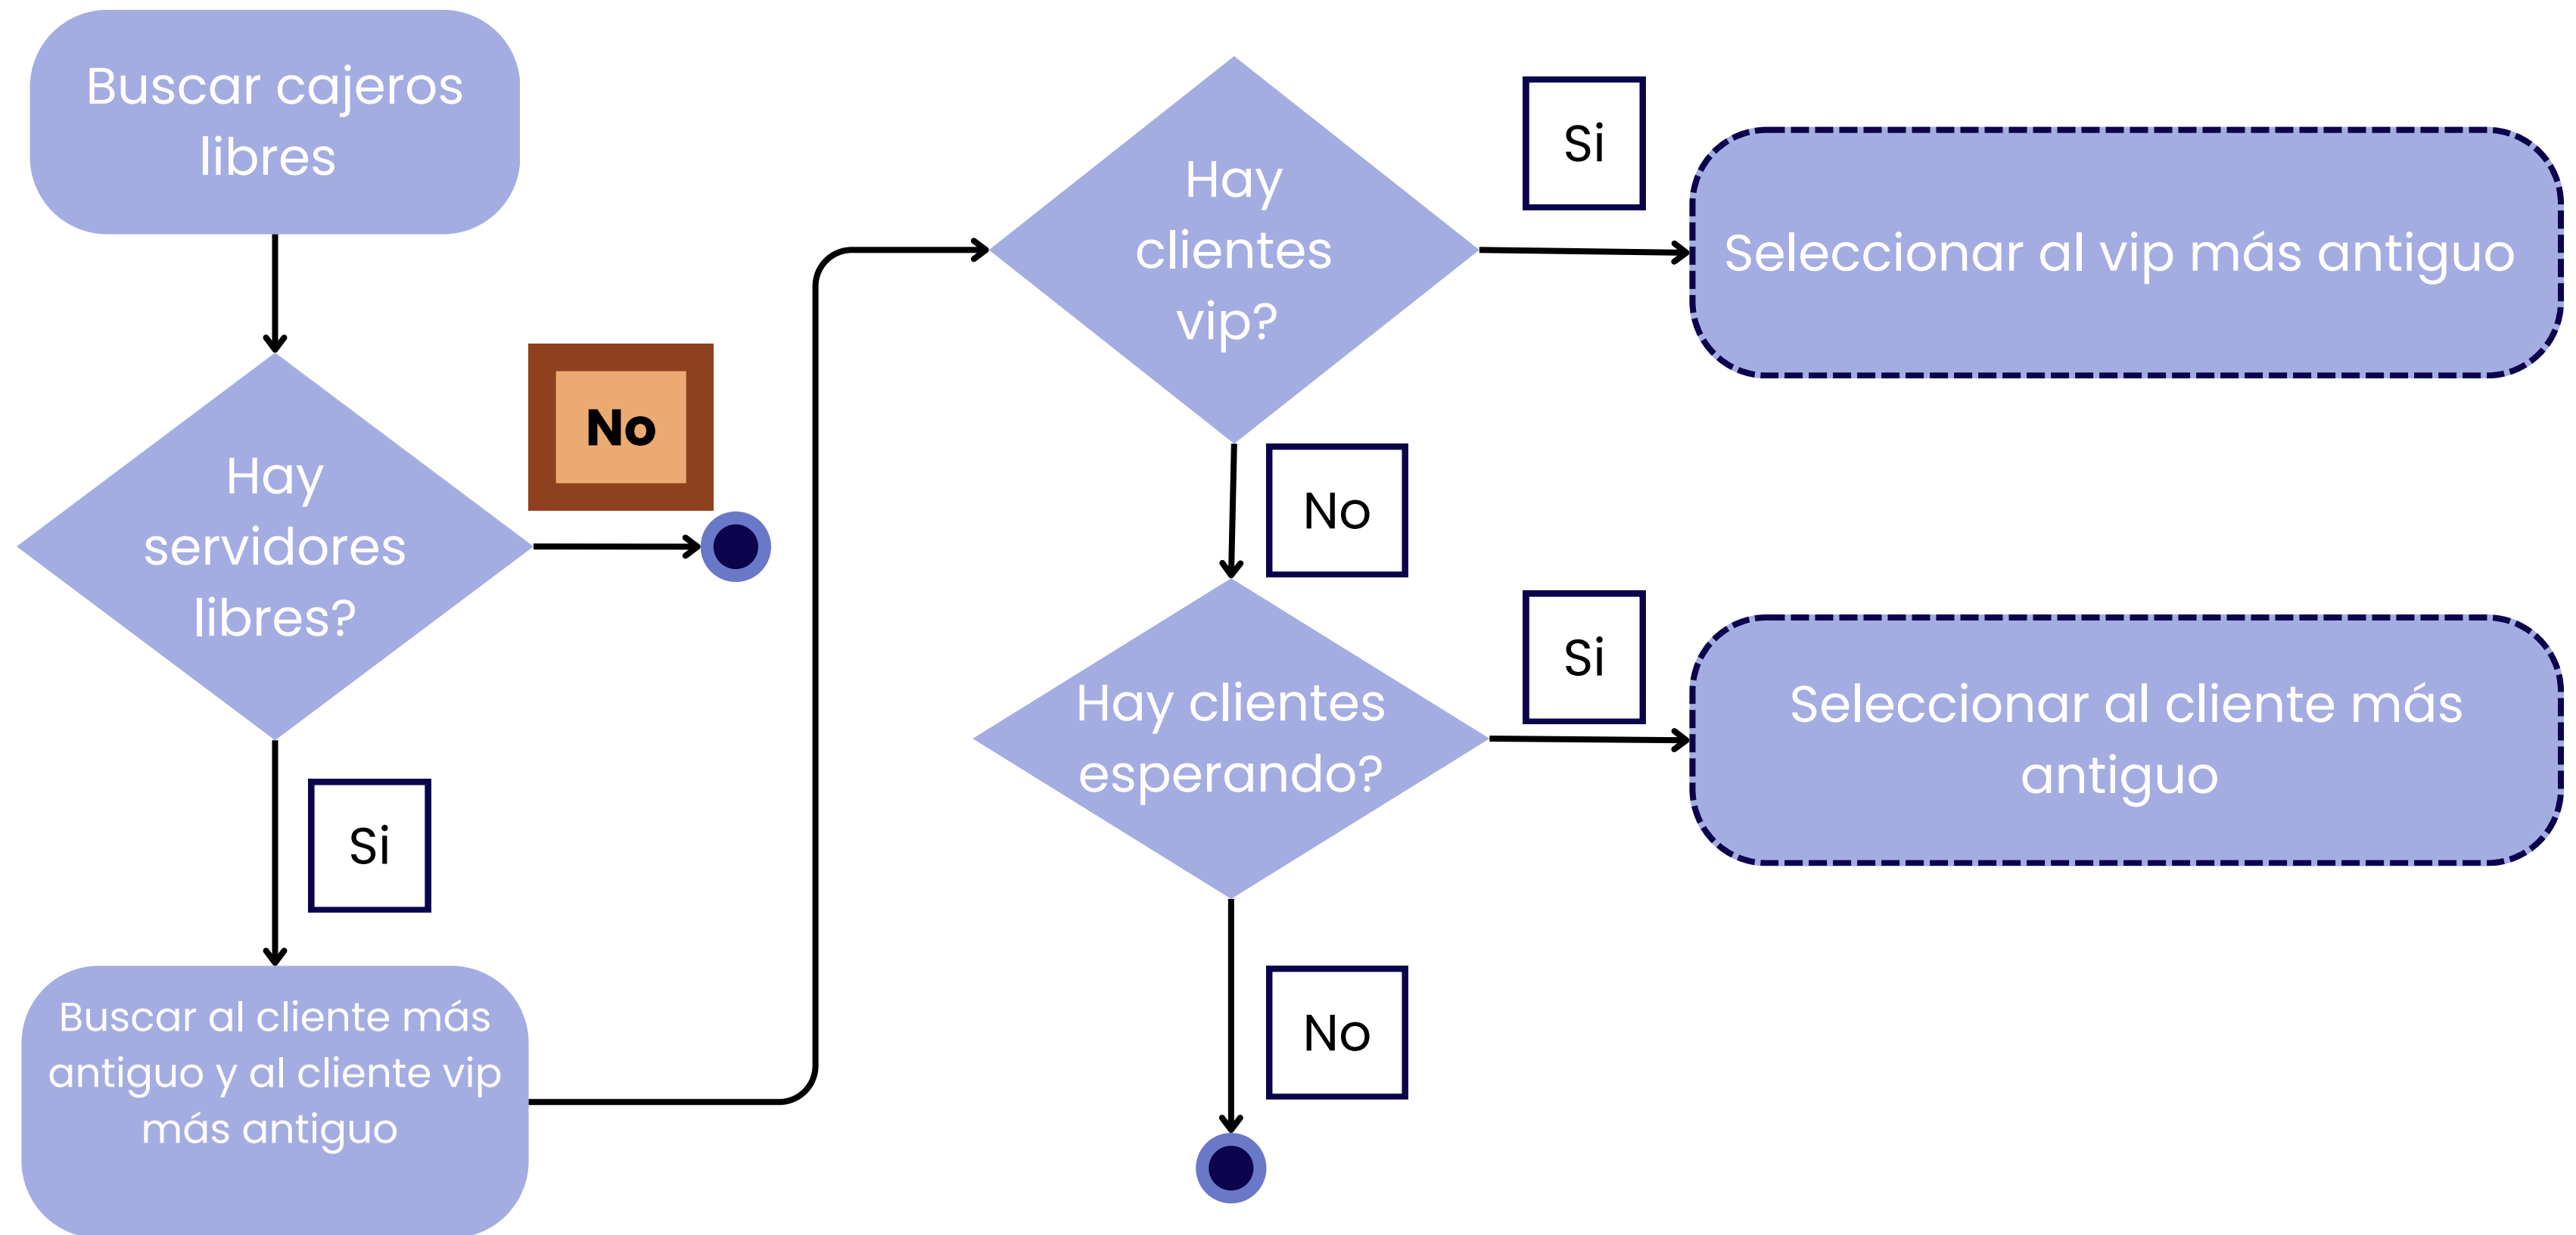 Buscar cajeros
libres
Hay
servidores
libres?
No
Si
Buscar al cliente más
antiguo y al cliente vip
más antiguo
Hay
clientes
vip?
Si
Seleccionar al vip más antiguo
No
Hay clientes
esperando?
Si
Seleccionar al cliente más
antiguo
No